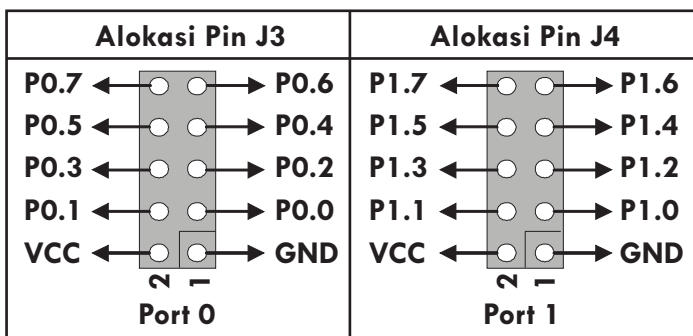 Alokasi Pin J3 Alokasi Pin J4
P0.7 P0.6 P1.7 P1.6
P0.5 P0.4 P1.5 P1.4
P0.3 P0.2 P1.3 P1.2
P0.1 P0.0 P1.1 P1.0
VCC GND VCC GND
2 1 2 1
Port 0 Port 1